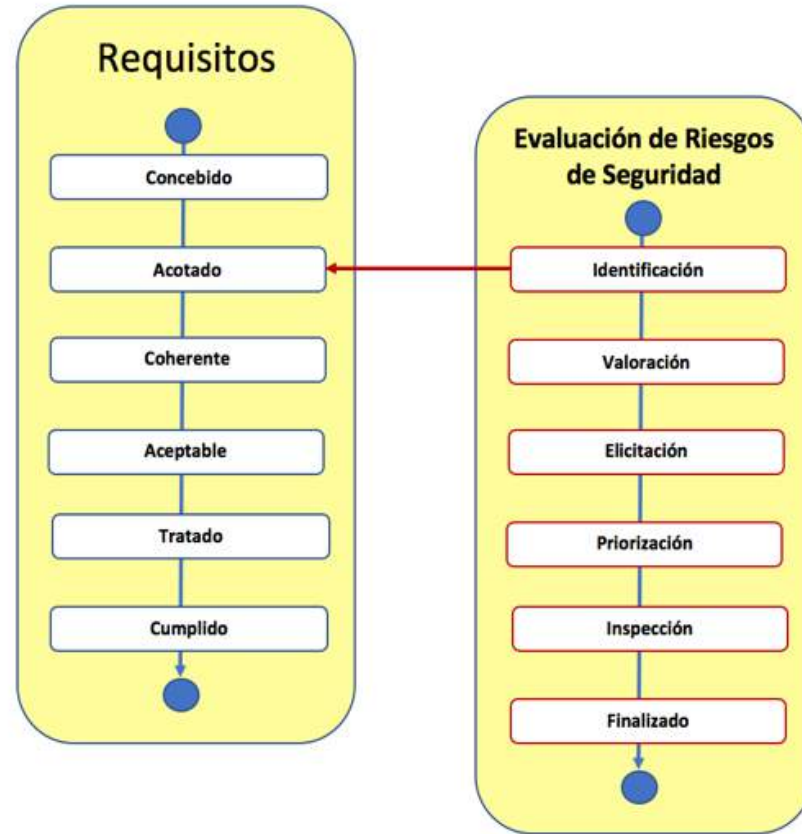 Requisitos
Concebido
Acotado
Coherente
Aceptable
Tratado
Cumplido
Evaluación de Riesgos
de Seguridad
Identificación
Valoración
Elicitación
Priorización
Inspección
Finalizado